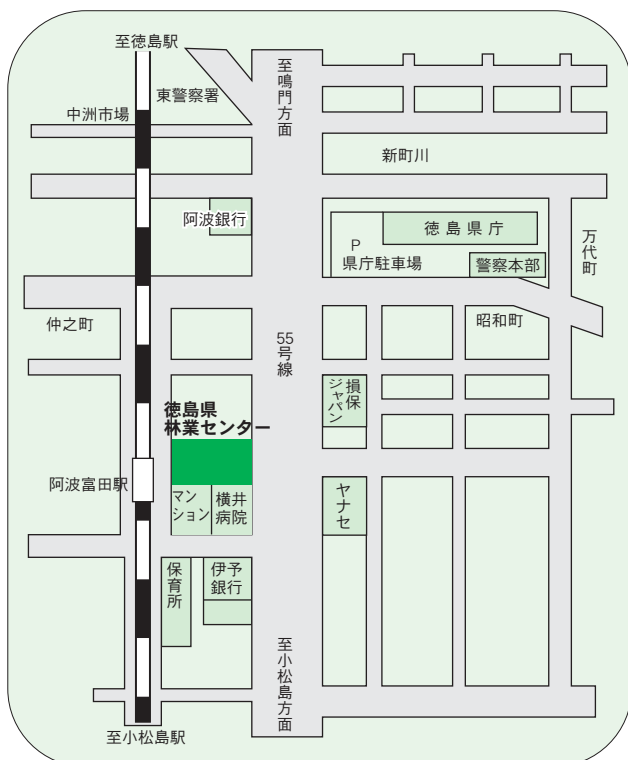 至徳島駅
至鳴門方面
東警察署
中洲市場
新町川
阿波銀行
徳島県庁
P
県庁駐車場
警察本部
万代町
仲之町
昭和町
55号線
損保
ジャパン
徳島県
林業センター
阿波富田駅
マン
ション
横井
病院
ヤナセ
保育所
伊予
銀行
至小松島方面
至小松島駅